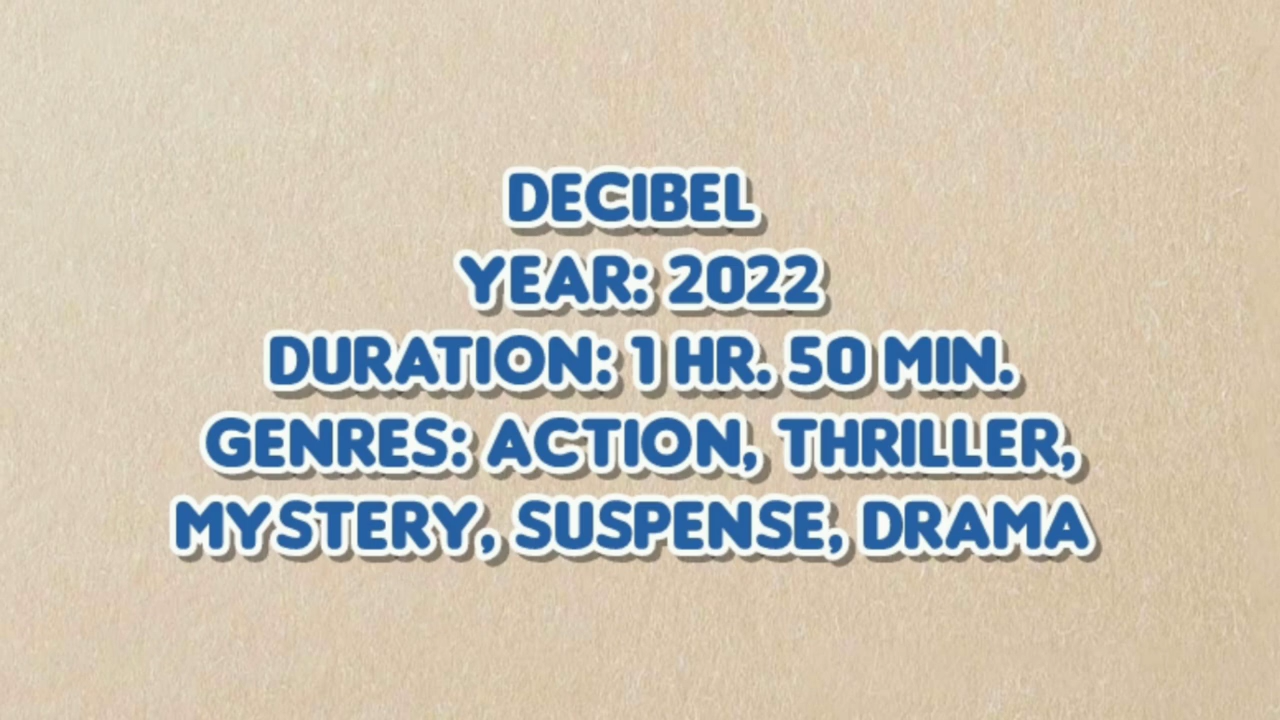 DECIBEL
YEAR: 2022
DURATION: 1 HR. 50 MIN.
GENRES: ACTION, THRILLER,
MYSTERY, SUSPENSE, DRAMA